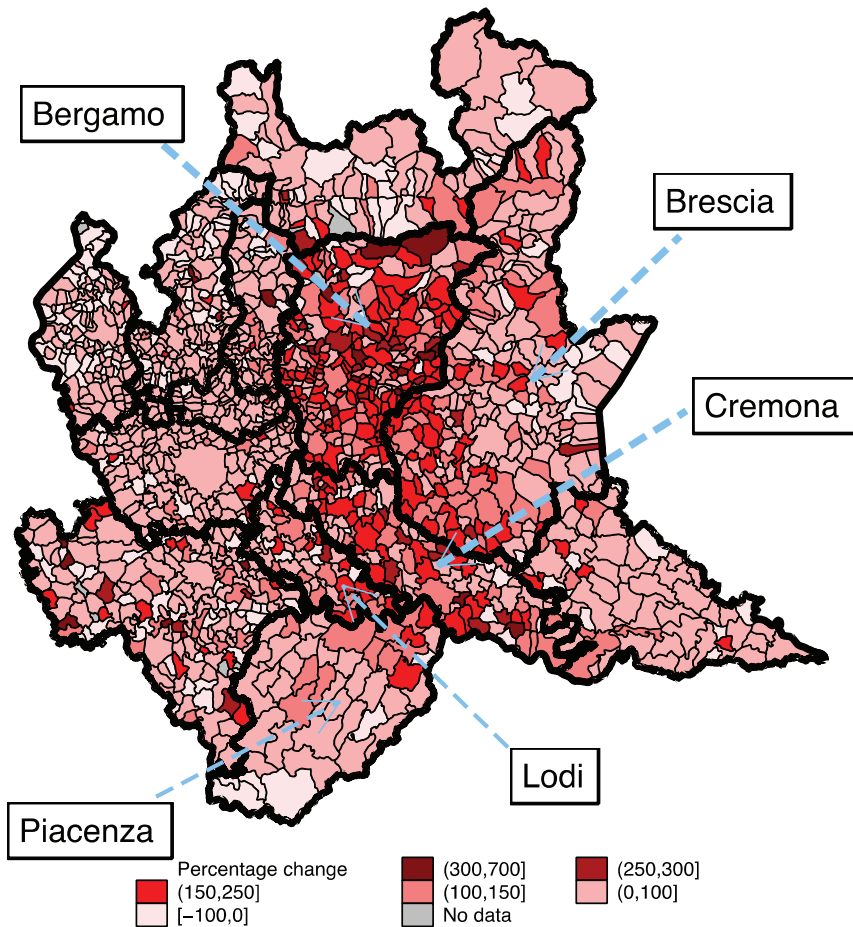 Bergamo
Brescia
Cremona
Lodi
Piacenza
Percentage change
(300,700]
(250,300]
(150,250]
(100,150]
(0,100]
[−100,0]
No data